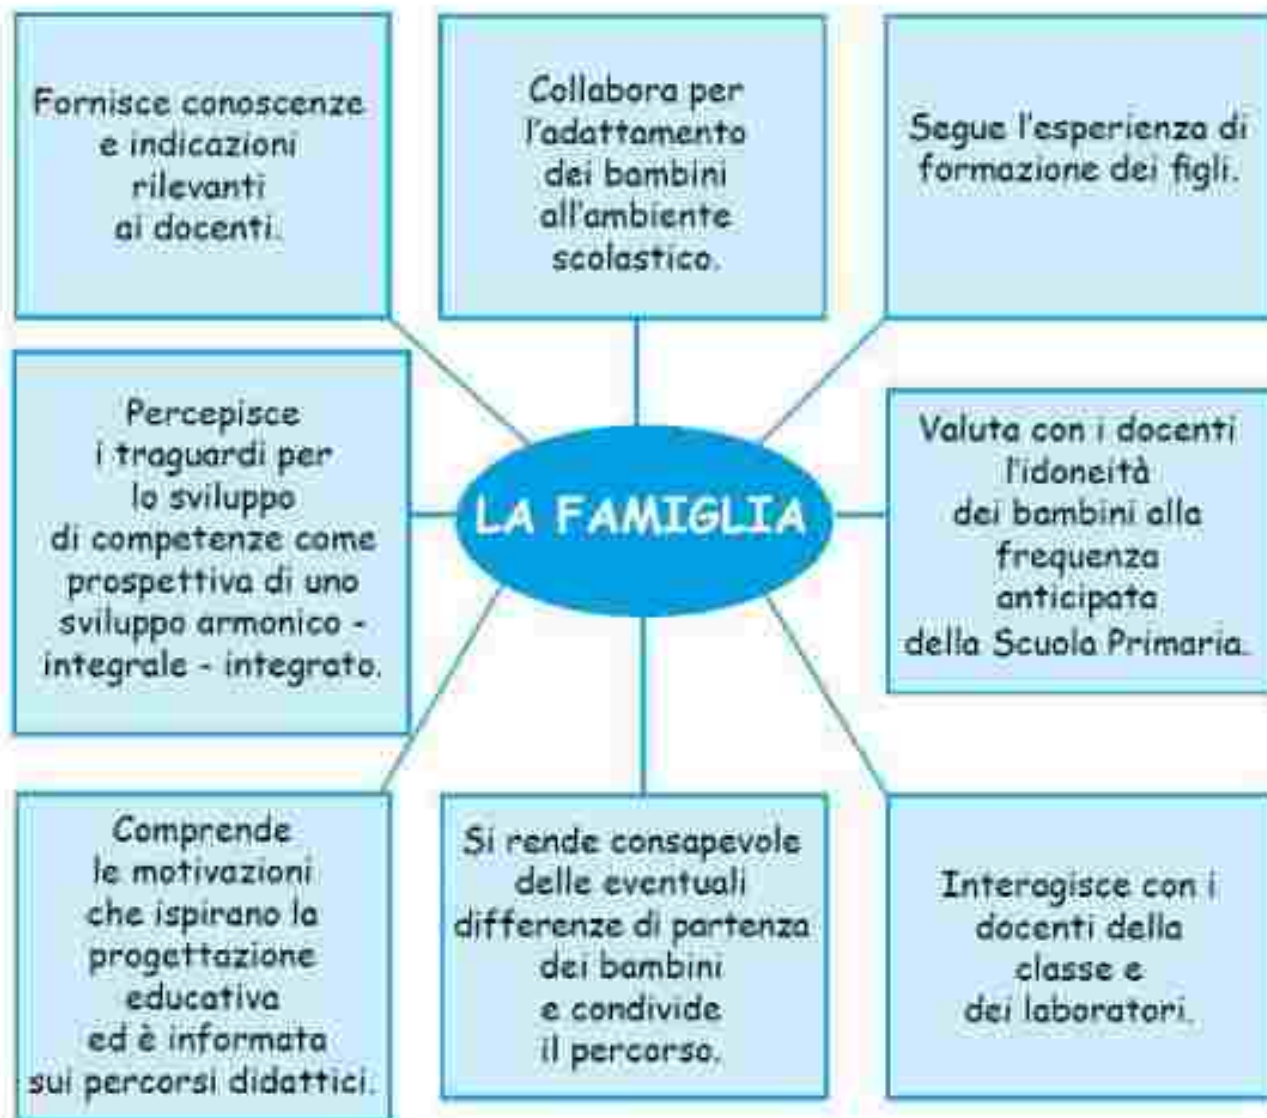 Fornisce conoscenze
e indicazioni
rilevanti
ai docenti.
Collabora per
l'adattamento
dei bambini
all'ambiente
scolastico.
Segue l'esperienza di
formazione dei figli.
Percepisce
i traguardi per
lo sviluppo
di competenze come
prospettiva di uno
sviluppo armonico -
integrale - integrato.
LA FAMIGLIA
Valuta con i docenti
l'idoneità
dei bambini alla
frequenza
anticipata
della Scuola Primaria.
Comprende
le motivazioni
che ispirano la
progettazione
educativa
ed è informata
sui percorsi didattici.
Si rende consapevole
delle eventuali
differenze di partenza
dei bambini
e condivide
il percorso.
Interagisce con i
docenti della
classe e
dei laboratori.